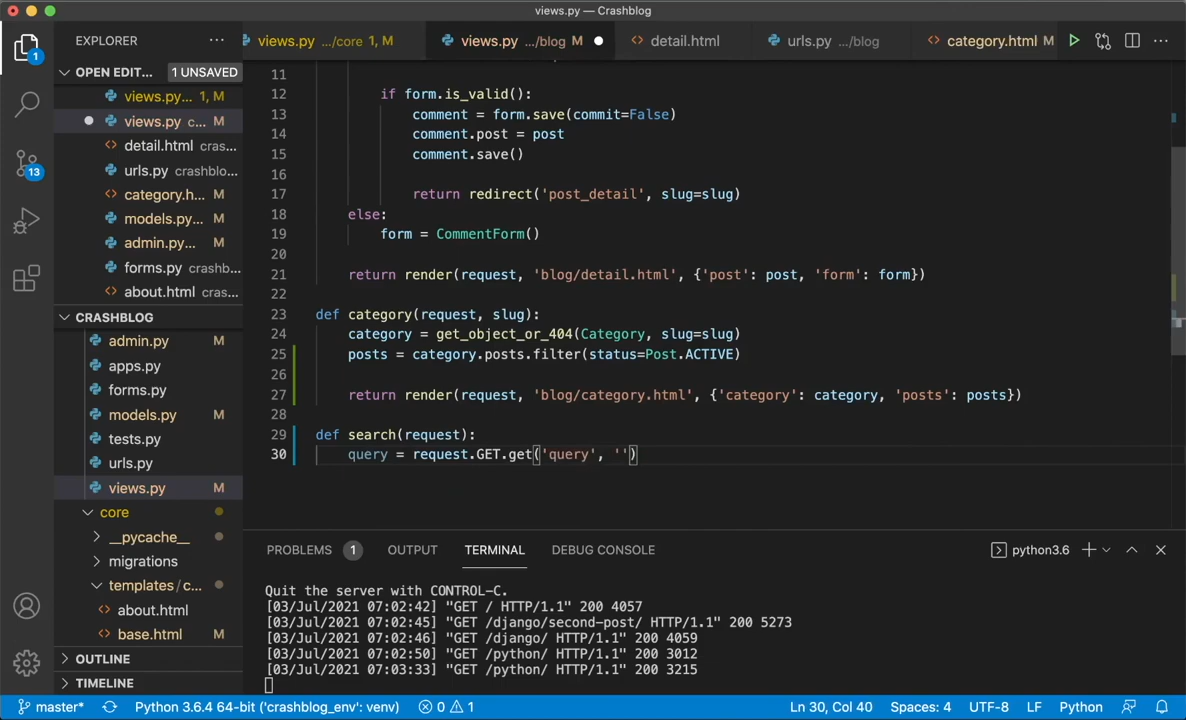 views.py — Crashblog
EXPLORER
views.py .../core 1, M
views.py .../blog M
detail.html
urls.py .../blog
category.html M
OPEN EDIT... 1 UNSAVED
views.py... 1, M
views.py c... M
detail.html cras...
urls.py crashblo...
category.h... M
models.py... M
admin.py... M
forms.py crashb...
about.html cras...
CRASHBLOG
admin.py M
apps.py
forms.py
models.py M
tests.py
urls.py
views.py M
core
__pycache__
migrations
templates / c...
about.html
base.html M
OUTLINE
TIMELINE
1
13
11
12 if form.is_valid():
13 comment = form.save(commit=False)
14 comment.post = post
15 comment.save()
16
17 return redirect('post_detail', slug=slug)
18 else:
19 form = CommentForm()
20
21 return render(request, 'blog/detail.html', {'post': post, 'form': form})
22
23 def category(request, slug):
24 category = get_object_or_404(Category, slug=slug)
25 posts = category.posts.filter(status=Post.ACTIVE)
26
27 return render(request, 'blog/category.html', {'category': category, 'posts': posts})
28
29 def search(request):
30 query = request.GET.get('query', '')
PROBLEMS 1 OUTPUT TERMINAL DEBUG CONSOLE python3.6
Quit the server with CONTROL-C.
[03/Jul/2021 07:02:42] "GET / HTTP/1.1" 200 4057
[03/Jul/2021 07:02:45] "GET /django/second-post/ HTTP/1.1" 200 5273
[03/Jul/2021 07:02:46] "GET /django/ HTTP/1.1" 200 4059
[03/Jul/2021 07:02:50] "GET /python/ HTTP/1.1" 200 3012
[03/Jul/2021 07:03:33] "GET /python/ HTTP/1.1" 200 3215
master* Python 3.6.4 64-bit ('crashblog_env': venv) 0 1 Ln 30, Col 40 Spaces: 4 UTF-8 LF Python